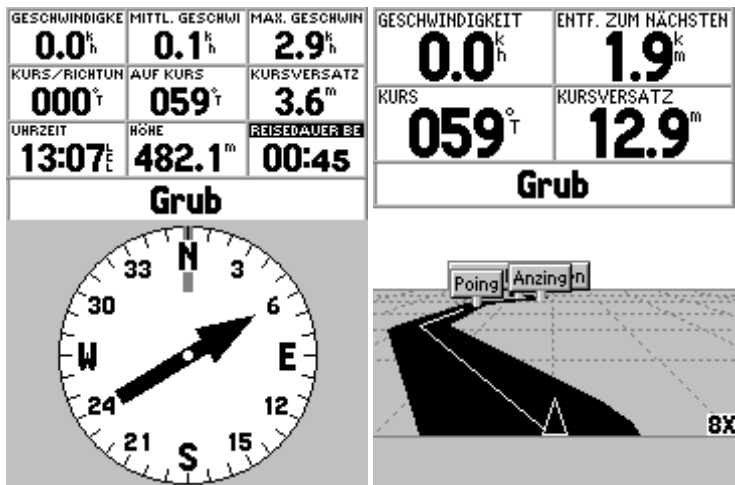 GESCHWINDIGKE MITTL. GESCHWI MAX. GESCHWIN
0.0 k h 0.1 k h 2.9 k h
KURS/RICHTUN AUF KURS KURSVERSATZ
000° T 059° T 3.6 m
UHRZEIT HÖHE REISEDAUER BE
13:07 482.1 m 00:45
Grub
N
33 3
30 6
W E
24 12
21 15
S
GESCHWINDIGKEIT ENTF. ZUM NÄCHSTEN
0.0 k h 1.9 k m
KURS KURSVERSATZ
059° T 12.9 m
Grub
Poing Anzing n
8X